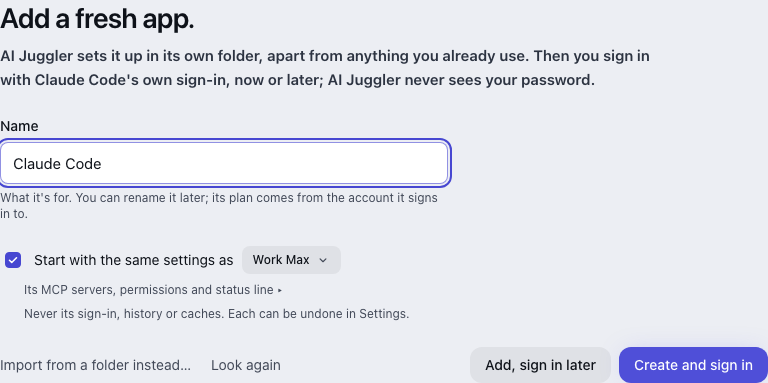 Add a fresh app.
AI Juggler sets it up in its own folder, apart from anything you already use. Then you sign in
with Claude Code's own sign-in, now or later; AI Juggler never sees your password.
Name
Claude Code
What it's for. You can rename it later; its plan comes from the account it signs
in to.
Start with the same settings as Work Max
Its MCP servers, permissions and status line ▸
Never its sign-in, history or caches. Each can be undone in Settings.
Import from a folder instead... Look again Add, sign in later Create and sign in